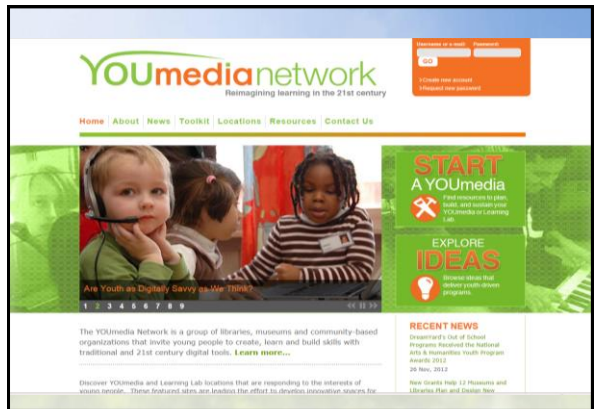 Username or e-mail: Password:
GO
Create new account
Request new password
YOUmedianetwork
Reimagining learning in the 21st century
Home About News Toolkit Locations Resources Contact Us
START
A YOUmedia
Find resources to plan,
build, and sustain your
YOUmedia or Learning
Lab.
EXPLORE
IDEAS
Browse ideas that
deliver youth-driven
programs.
Are Youth as Digitally Savvy as We Think?
1 2 3 4 5 6 7 8 9
The YOUmedia Network is a group of libraries, museums and community-based
organizations that invite young people to create, learn and build skills with
traditional and 21st century digital tools. Learn more...
Discover YOUmedia and Learning Lab locations that are responding to the interests of
young people. These featured sites are leading the effort to develop innovative spaces for
RECENT NEWS
DreamYard's Out of School
Programs Received the National
Arts & Humanities Youth Program
Awards 2012
26 Nov, 2012
New Grants Help 12 Museums and
Libraries Plan and Design New